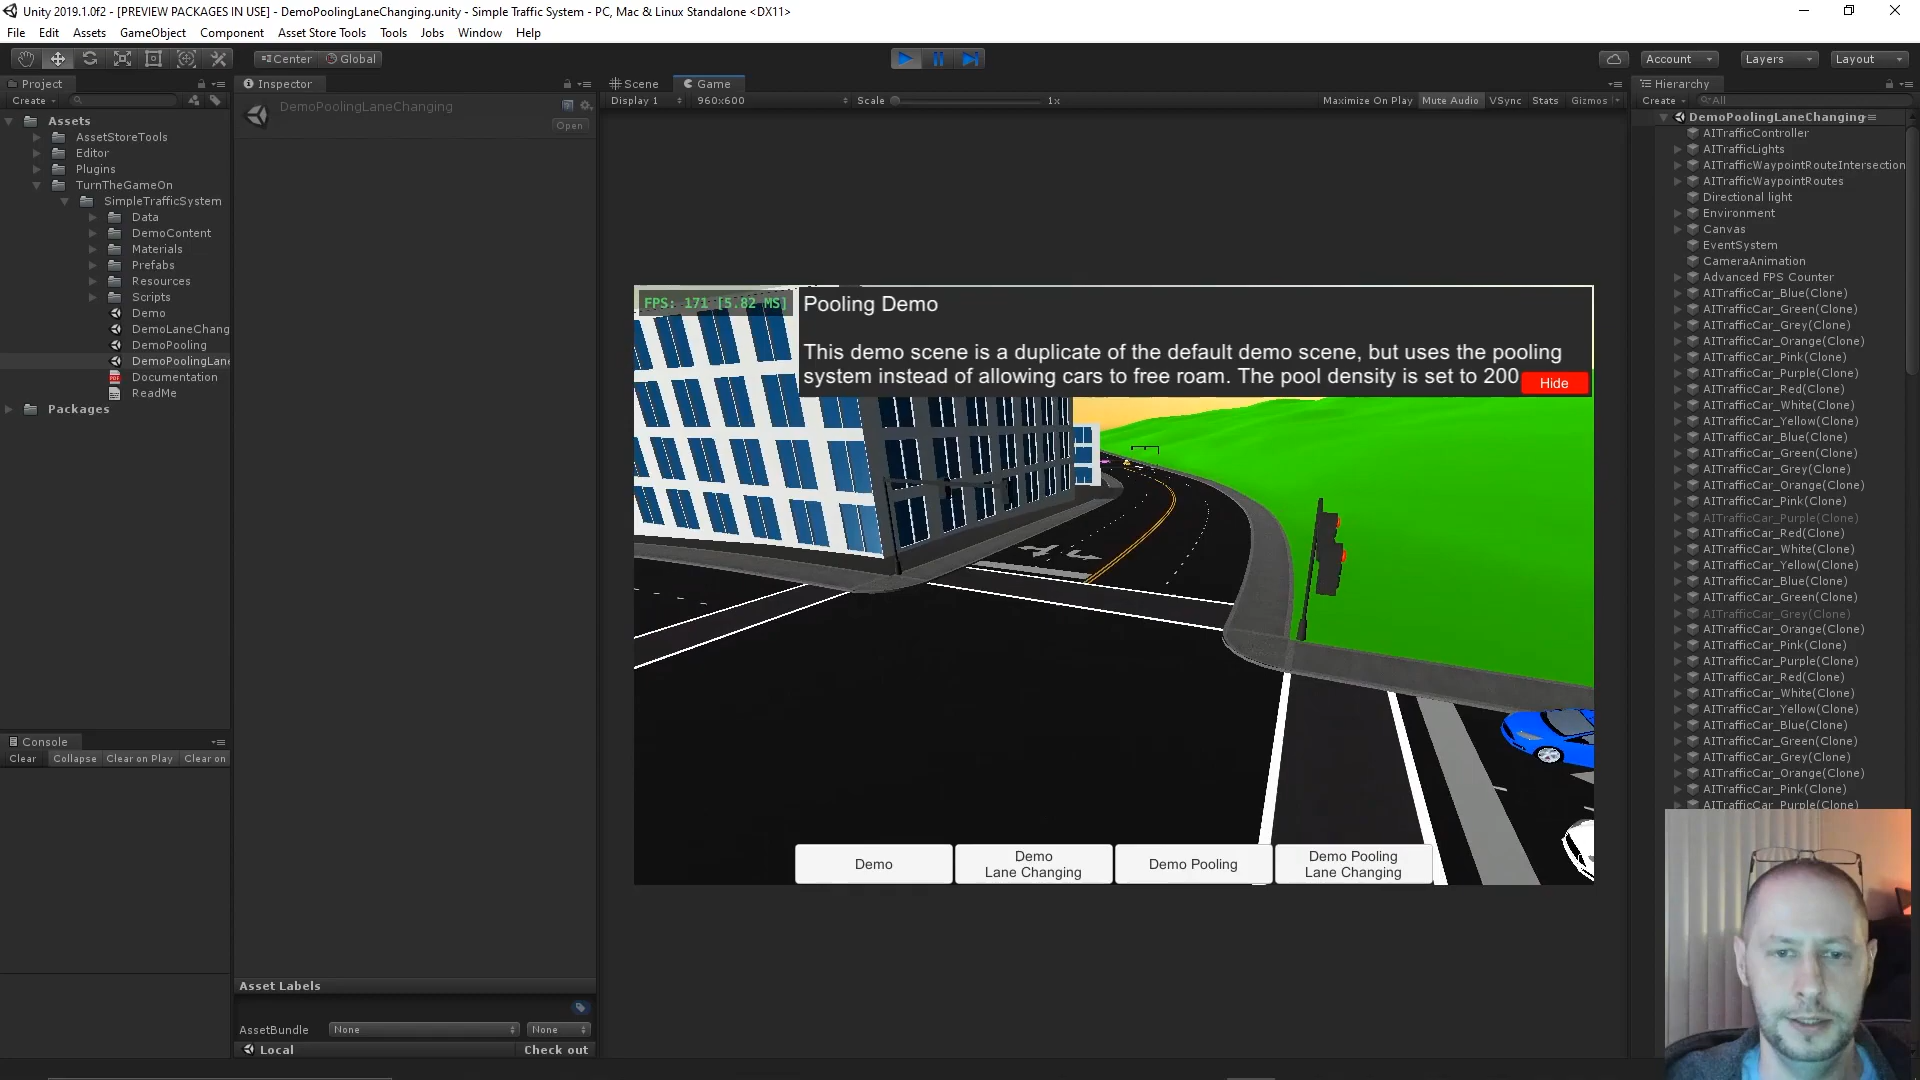 Unity 2019.1.0f2 - [PREVIEW PACKAGES IN USE] - DemoPoolingLaneChanging.unity - Simple Traffic System - PC, Mac & Linux Standalone <DX11>
File Edit Assets GameObject Component Asset Store Tools Tools Jobs Window Help
Center Global
Account Layers Layout
Project
Create
Assets
AssetStoreTools
Editor
Plugins
TurnTheGameOn
SimpleTrafficSystem
Data
DemoContent
Materials
Prefabs
Resources
Scripts
Demo
DemoLaneChang
DemoPooling
DemoPoolingLane
Documentation
ReadMe
Packages
Console
Clear Collapse Clear on Play Clear on
Inspector
DemoPoolingLaneChanging
Open
Asset Labels
AssetBundle None None
Local Check out
Scene Game
Display 1 960x600 Scale 1x Maximize On Play Mute Audio VSync Stats Gizmos
FPS: 171 [5.82 MS]
Pooling Demo
This demo scene is a duplicate of the default demo scene, but uses the pooling
system instead of allowing cars to free roam. The pool density is set to 200
Hide
Demo
Demo
Lane Changing
Demo Pooling
Demo Pooling
Lane Changing
Hierarchy
Create All
DemoPoolingLaneChanging
AITrafficController
AITrafficLights
AITrafficWaypointRouteIntersection
AITrafficWaypointRoutes
Directional light
Environment
Canvas
EventSystem
CameraAnimation
Advanced FPS Counter
AITrafficCar_Blue(Clone)
AITrafficCar_Green(Clone)
AITrafficCar_Grey(Clone)
AITrafficCar_Orange(Clone)
AITrafficCar_Pink(Clone)
AITrafficCar_Purple(Clone)
AITrafficCar_Red(Clone)
AITrafficCar_White(Clone)
AITrafficCar_Yellow(Clone)
AITrafficCar_Blue(Clone)
AITrafficCar_Green(Clone)
AITrafficCar_Grey(Clone)
AITrafficCar_Orange(Clone)
AITrafficCar_Pink(Clone)
AITrafficCar_Purple(Clone)
AITrafficCar_Red(Clone)
AITrafficCar_White(Clone)
AITrafficCar_Yellow(Clone)
AITrafficCar_Blue(Clone)
AITrafficCar_Green(Clone)
AITrafficCar_Grey(Clone)
AITrafficCar_Orange(Clone)
AITrafficCar_Pink(Clone)
AITrafficCar_Purple(Clone)
AITrafficCar_Red(Clone)
AITrafficCar_White(Clone)
AITrafficCar_Yellow(Clone)
AITrafficCar_Blue(Clone)
AITrafficCar_Green(Clone)
AITrafficCar_Grey(Clone)
AITrafficCar_Orange(Clone)
AITrafficCar_Pink(Clone)
AITrafficCar_Purple(Clone)